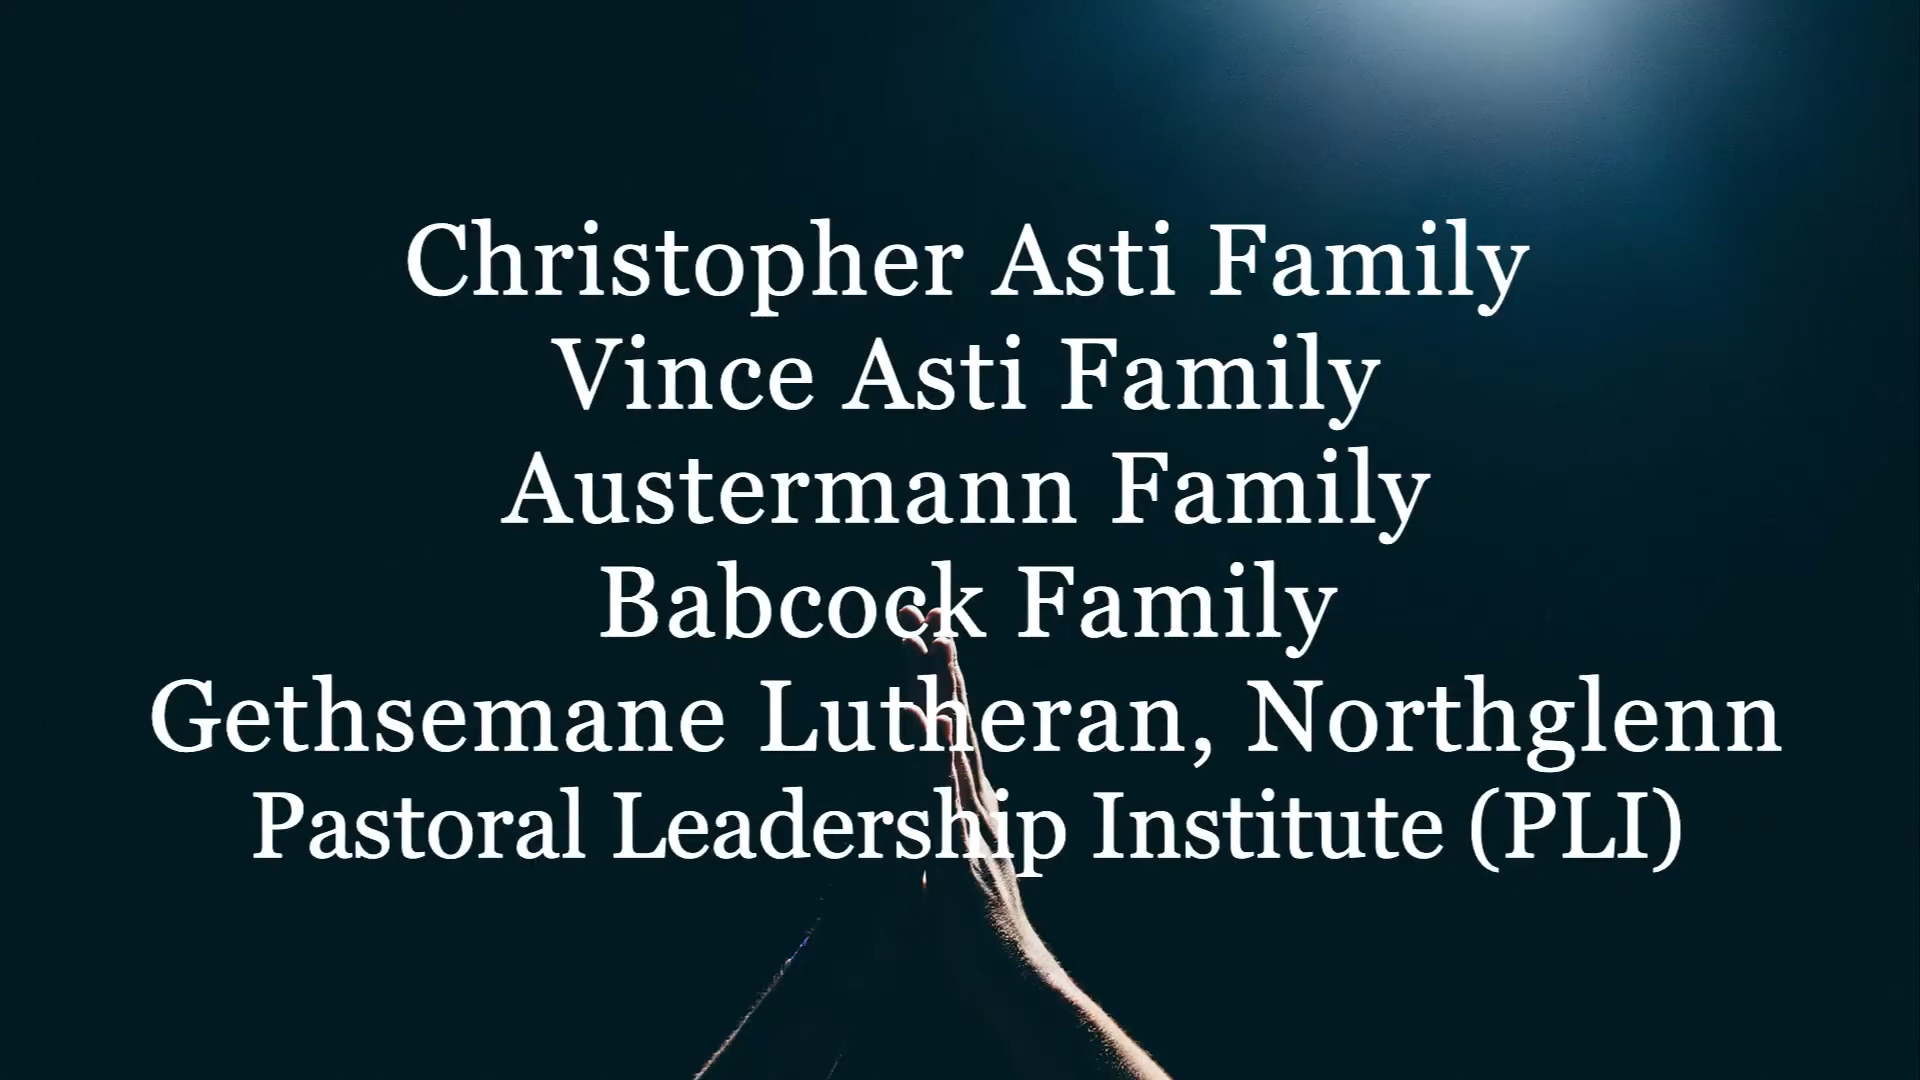 Christopher Asti Family
Vince Asti Family
Austermann Family
Babcock Family
Gethsemane Lutheran, Northglenn
Pastoral Leadership Institute (PLI)